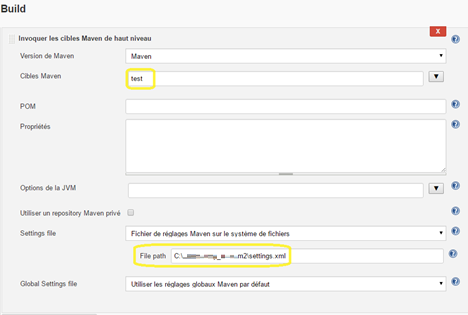 Build
X
Invoquer les cibles Maven de haut niveau
Version de Maven Maven
Cibles Maven test
POM
Propriétés
Options de la JVM
Utiliser un repository Maven privé
Settings file Fichier de réglages Maven sur le système de fichiers
File path C:\ m2\settings.xml
Global Settings file Utiliser les réglages globaux Maven par défaut